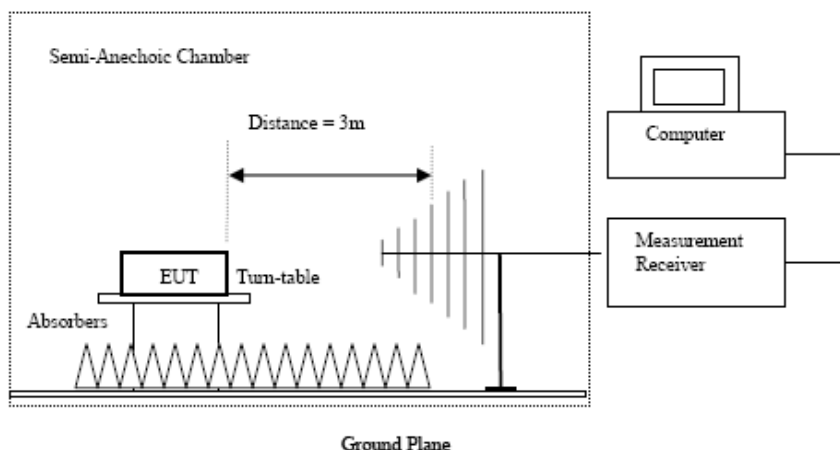 Semi-Anechoic Chamber
Distance = 3m
Computer
Measurement
Receiver
EUT
Turn-table
Absorbers
Ground Plane